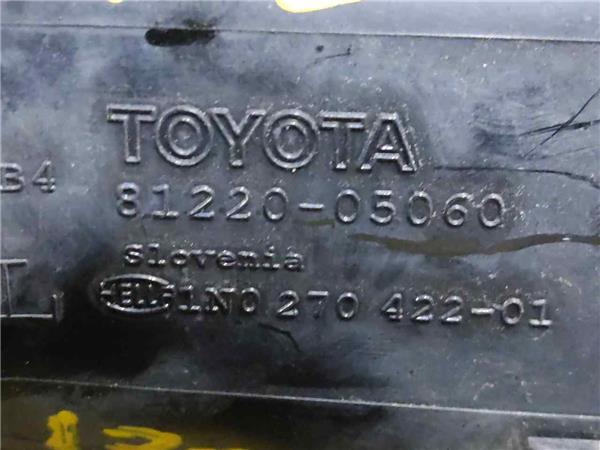 TOYOTA
B4
81220-05060
Slovenia
L
HELLA 1N0 270 422-01